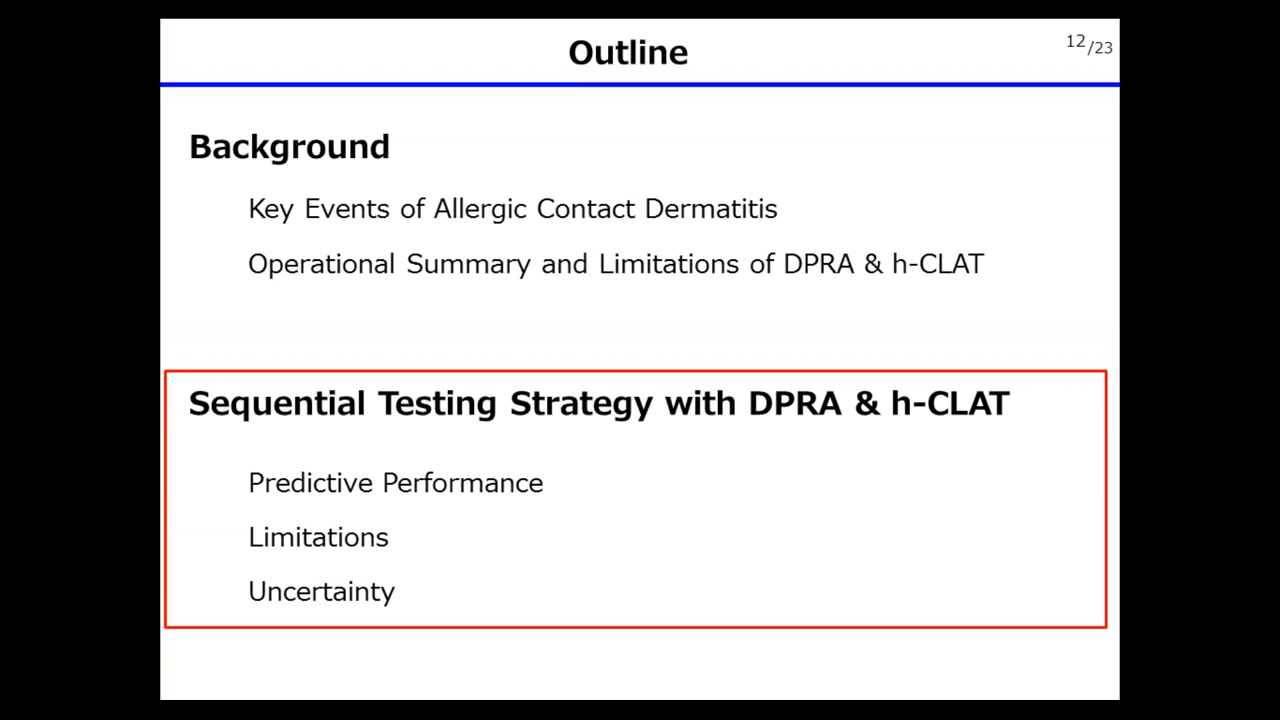 Outline
12/23
Background
Key Events of Allergic Contact Dermatitis
Operational Summary and Limitations of DPRA & h-CLAT
Sequential Testing Strategy with DPRA & h-CLAT
Predictive Performance
Limitations
Uncertainty